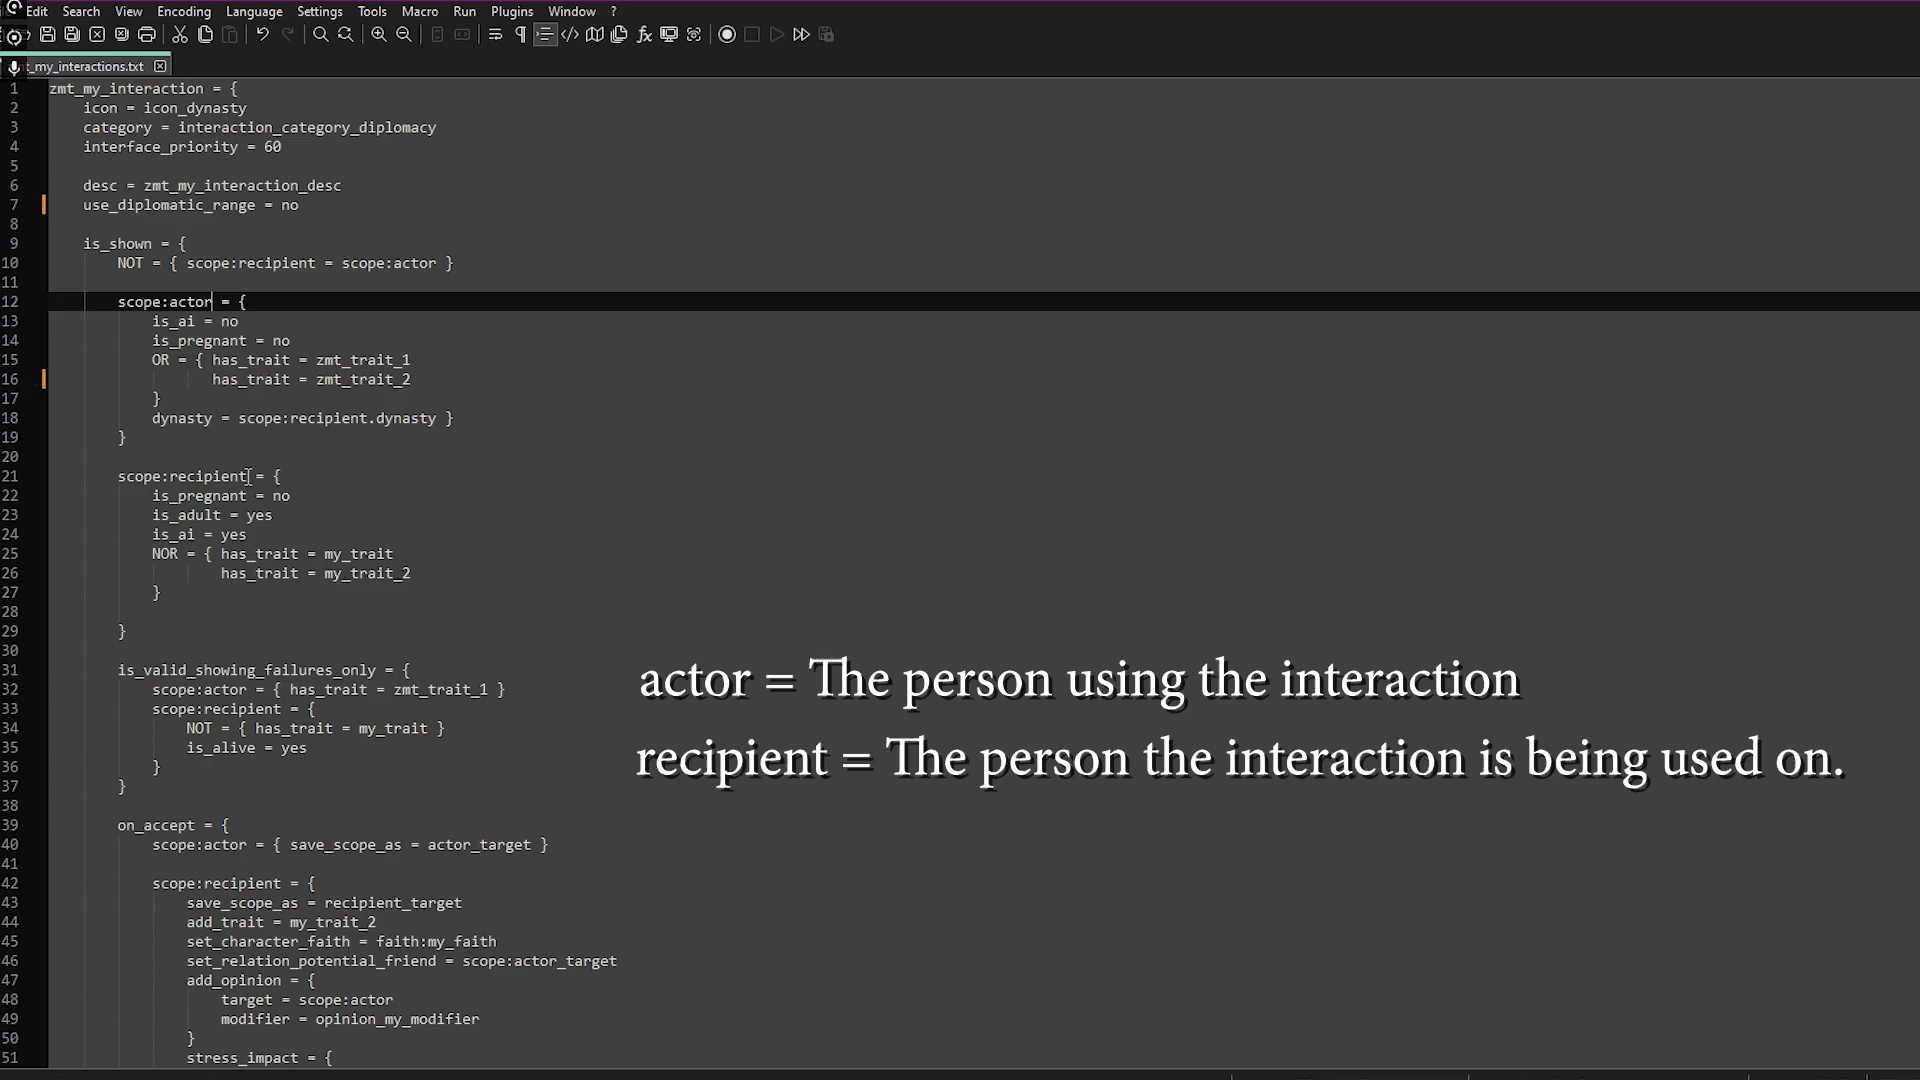 Edit Search View Encoding Language Settings Tools Macro Run Plugins Window ?
_my_interactions.txt
1 zmt_my_interaction = {
2 icon = icon_dynasty
3 category = interaction_category_diplomacy
4 interface_priority = 60
5
6 desc = zmt_my_interaction_desc
7 use_diplomatic_range = no
8
9 is_shown = {
10 NOT = { scope:recipient = scope:actor }
11
12 scope:actor = {
13 is_ai = no
14 is_pregnant = no
15 OR = { has_trait = zmt_trait_1
16 has_trait = zmt_trait_2
17 }
18 dynasty = scope:recipient.dynasty }
19 }
20
21 scope:recipient = {
22 is_pregnant = no
23 is_adult = yes
24 is_ai = yes
25 NOR = { has_trait = my_trait
26 has_trait = my_trait_2
27 }
28
29 }
30
31 is_valid_showing_failures_only = {
32 scope:actor = { has_trait = zmt_trait_1 }
33 scope:recipient = {
34 NOT = { has_trait = my_trait }
35 is_alive = yes
36 }
37 }
38
39 on_accept = {
40 scope:actor = { save_scope_as = actor_target }
41
42 scope:recipient = {
43 save_scope_as = recipient_target
44 add_trait = my_trait_2
45 set_character_faith = faith:my_faith
46 set_relation_potential_friend = scope:actor_target
47 add_opinion = {
48 target = scope:actor
49 modifier = opinion_my_modifier
50 }
51 stress_impact = {
actor = The person using the interaction
recipient = The person the interaction is being used on.